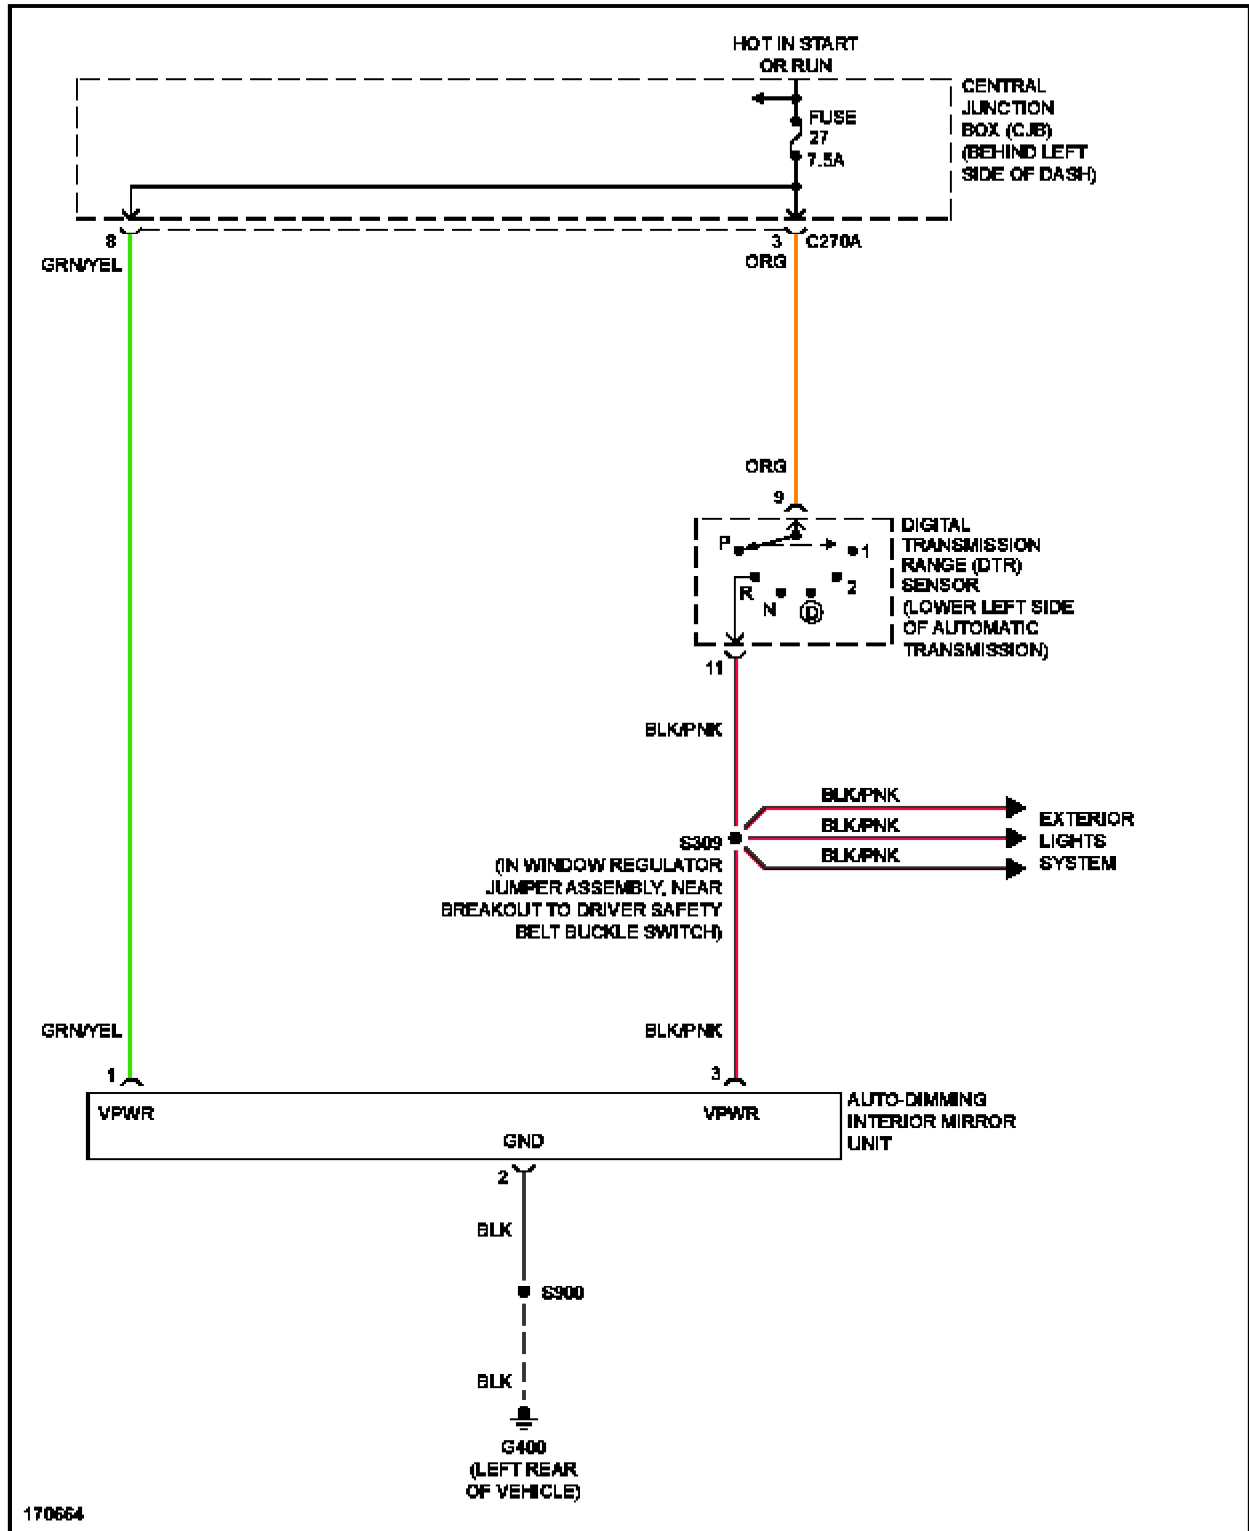 HOT IN START
OR RUN
CENTRAL
JUNCTION
BOX (CJB)
(BEHIND LEFT
SIDE OF DASH)
FUSE
27
7.5A
8
3
C270A
GRN/YEL
ORG
ORG
9
DIGITAL
TRANSMISSION
RANGE (DTR)
SENSOR
(LOWER LEFT SIDE
OF AUTOMATIC
TRANSMISSION)
P
1
R
2
N
D
11
BLK/PNK
BLK/PNK
BLK/PNK
BLK/PNK
EXTERIOR
LIGHTS
SYSTEM
S309
(IN WINDOW REGULATOR
JUMPER ASSEMBLY, NEAR
BREAKOUT TO DRIVER SAFETY
BELT BUCKLE SWITCH)
GRN/YEL
BLK/PNK
1
3
VPWR
VPWR
GND
AUTO-DIMMING
INTERIOR MIRROR
UNIT
2
BLK
S900
BLK
G400
(LEFT REAR
OF VEHICLE)
170664